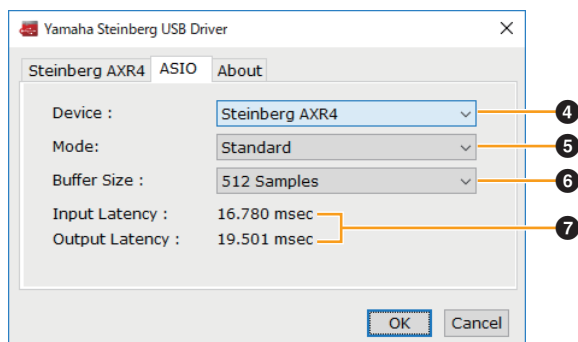 Yamaha Steinberg USB Driver
Steinberg AXR4 ASIO About
Device : Steinberg AXR4 4
Mode: Standard 5
Buffer Size : 512 Samples 6
Input Latency : 16.780 msec
7
Output Latency : 19.501 msec
OK Cancel